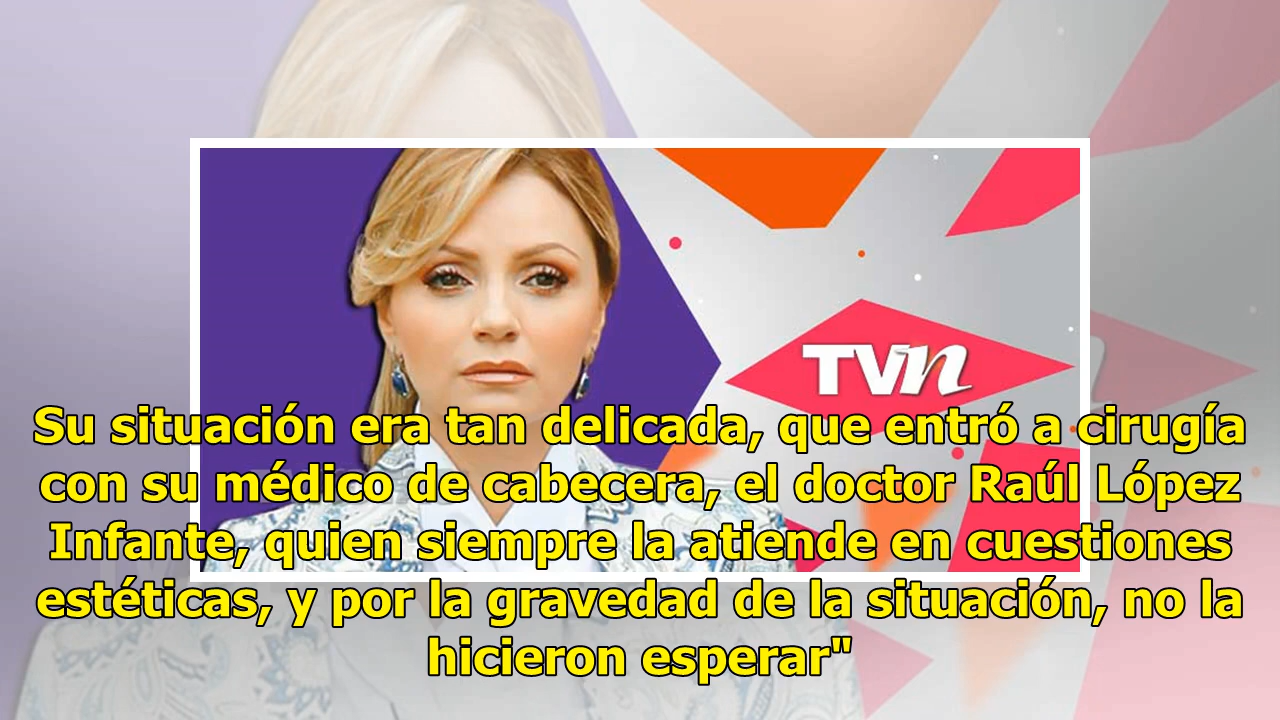 TVn
Su situación era tan delicada, que entró a cirugía
con su médico de cabecera, el doctor Raúl López
Infante, quien siempre la atiende en cuestiones
estéticas, y por la gravedad de la situación, no la
hicieron esperar"